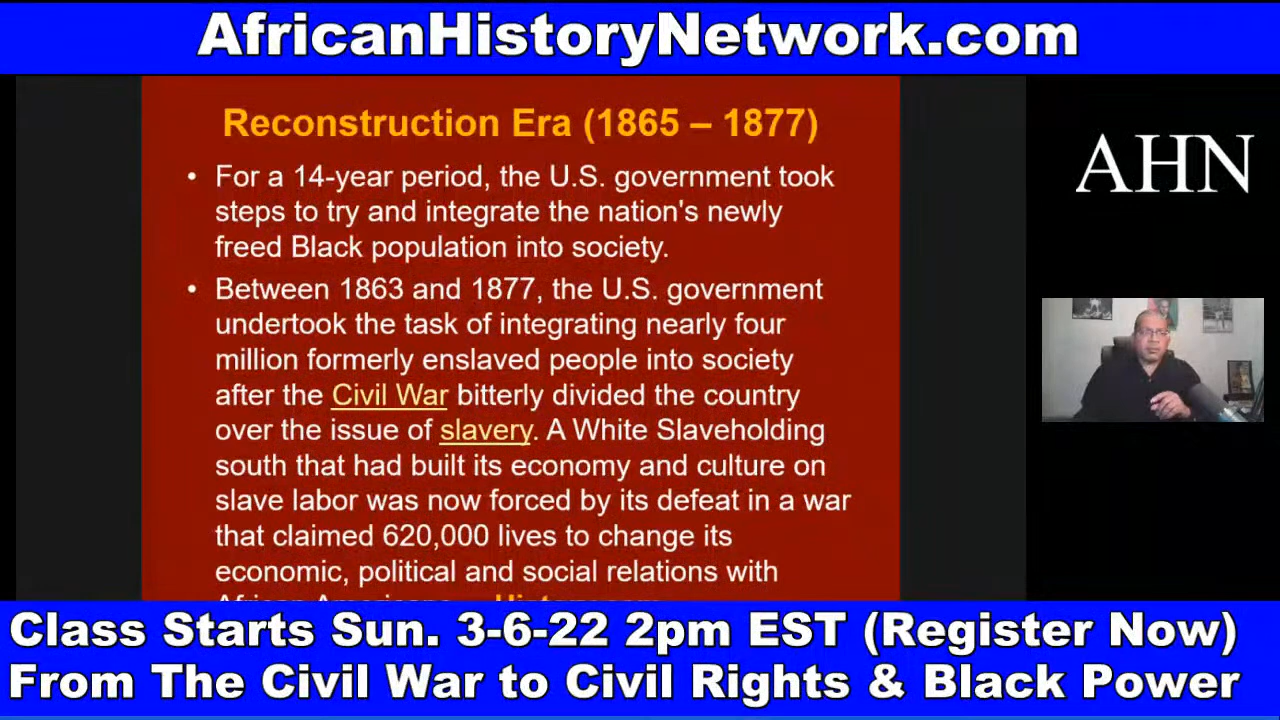 AfricanHistoryNetwork.com
Reconstruction Era (1865 – 1877)
AHN
• For a 14-year period, the U.S. government took
steps to try and integrate the nation's newly
freed Black population into society.
• Between 1863 and 1877, the U.S. government
undertook the task of integrating nearly four
million formerly enslaved people into society
after the Civil War bitterly divided the country
over the issue of slavery. A White Slaveholding
south that had built its economy and culture on
slave labor was now forced by its defeat in a war
that claimed 620,000 lives to change its
economic, political and social relations with
Class Starts Sun. 3-6-22 2pm EST (Register Now)
From The Civil War to Civil Rights & Black Power